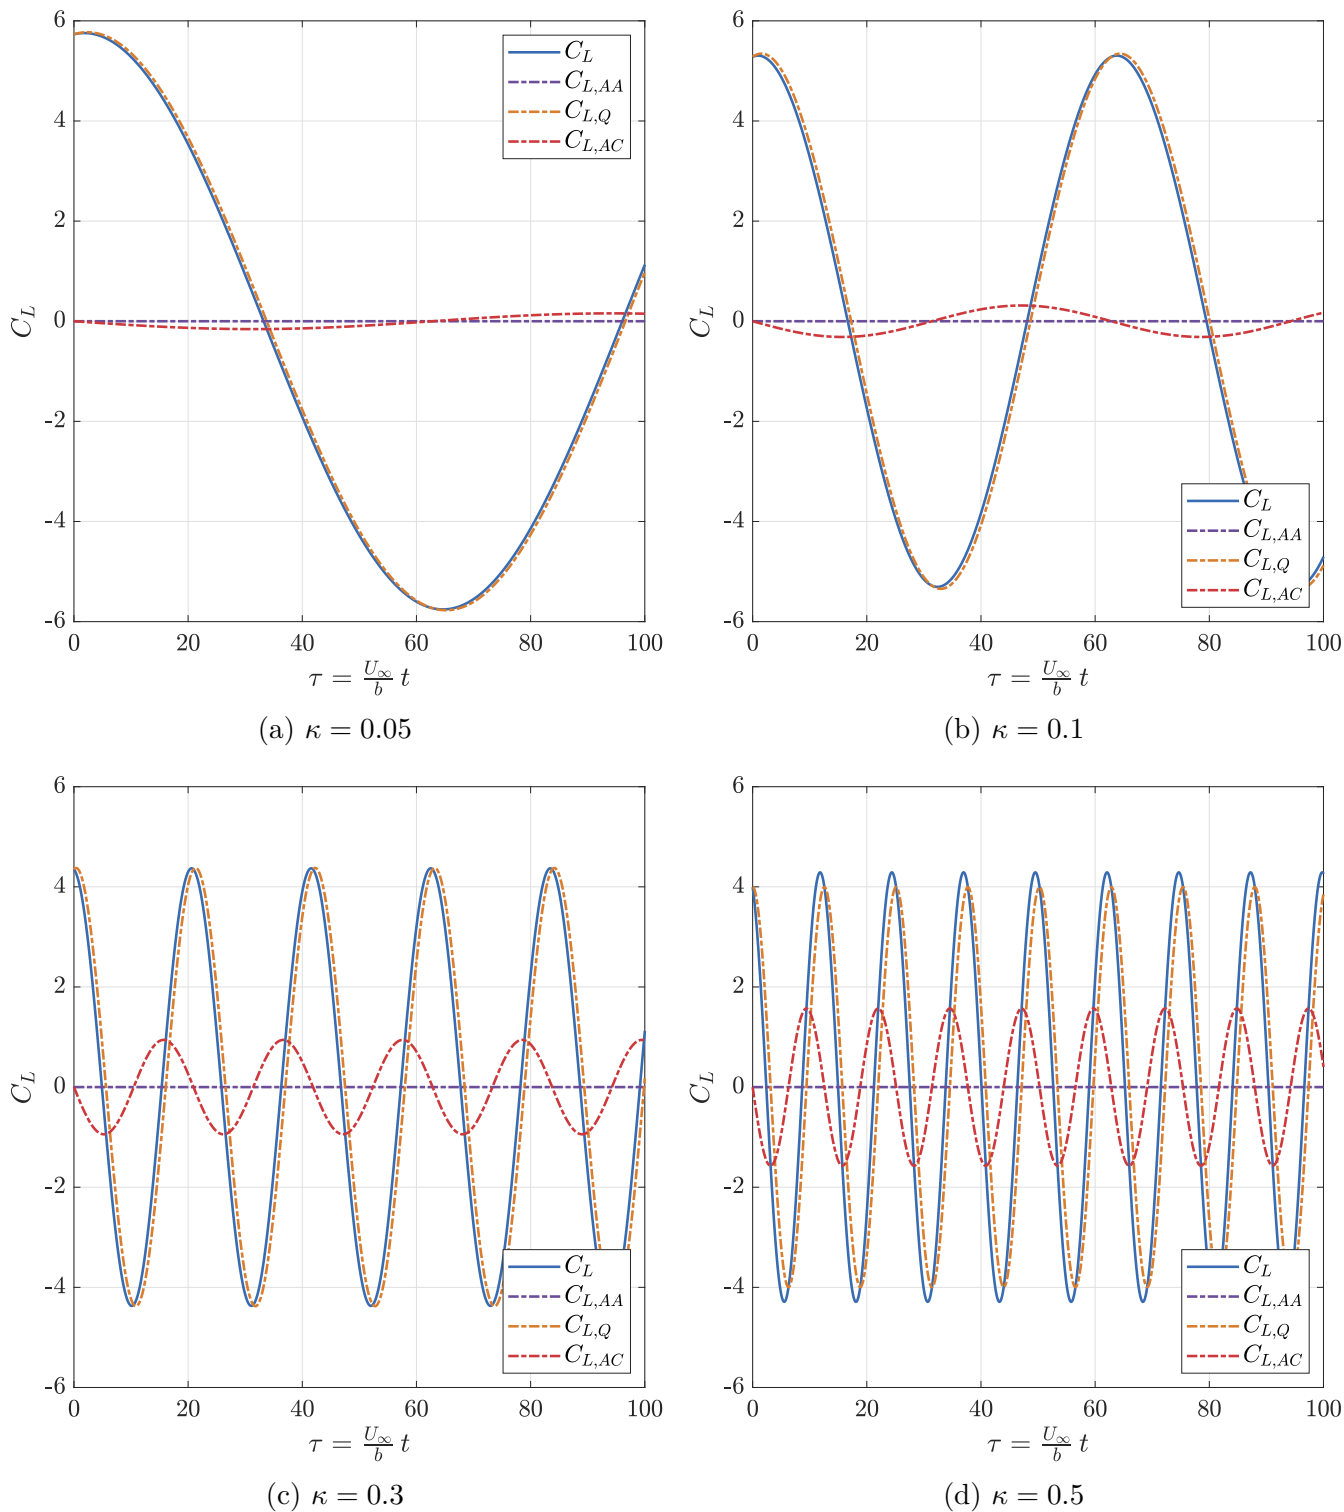 6
4
2
0
-2
-4
-6
C_L
0 20 40 60 80 100
τ = U_∞/b t
C_L
C_{L,AA}
C_{L,Q}
C_{L,AC}
(a) κ = 0.05
6
4
2
0
-2
-4
-6
C_L
0 20 40 60 80 100
τ = U_∞/b t
C_L
C_{L,AA}
C_{L,Q}
C_{L,AC}
(b) κ = 0.1
6
4
2
0
-2
-4
-6
C_L
0 20 40 60 80 100
τ = U_∞/b t
C_L
C_{L,AA}
C_{L,Q}
C_{L,AC}
(c) κ = 0.3
6
4
2
0
-2
-4
-6
C_L
0 20 40 60 80 100
τ = U_∞/b t
C_L
C_{L,AA}
C_{L,Q}
C_{L,AC}
(d) κ = 0.5